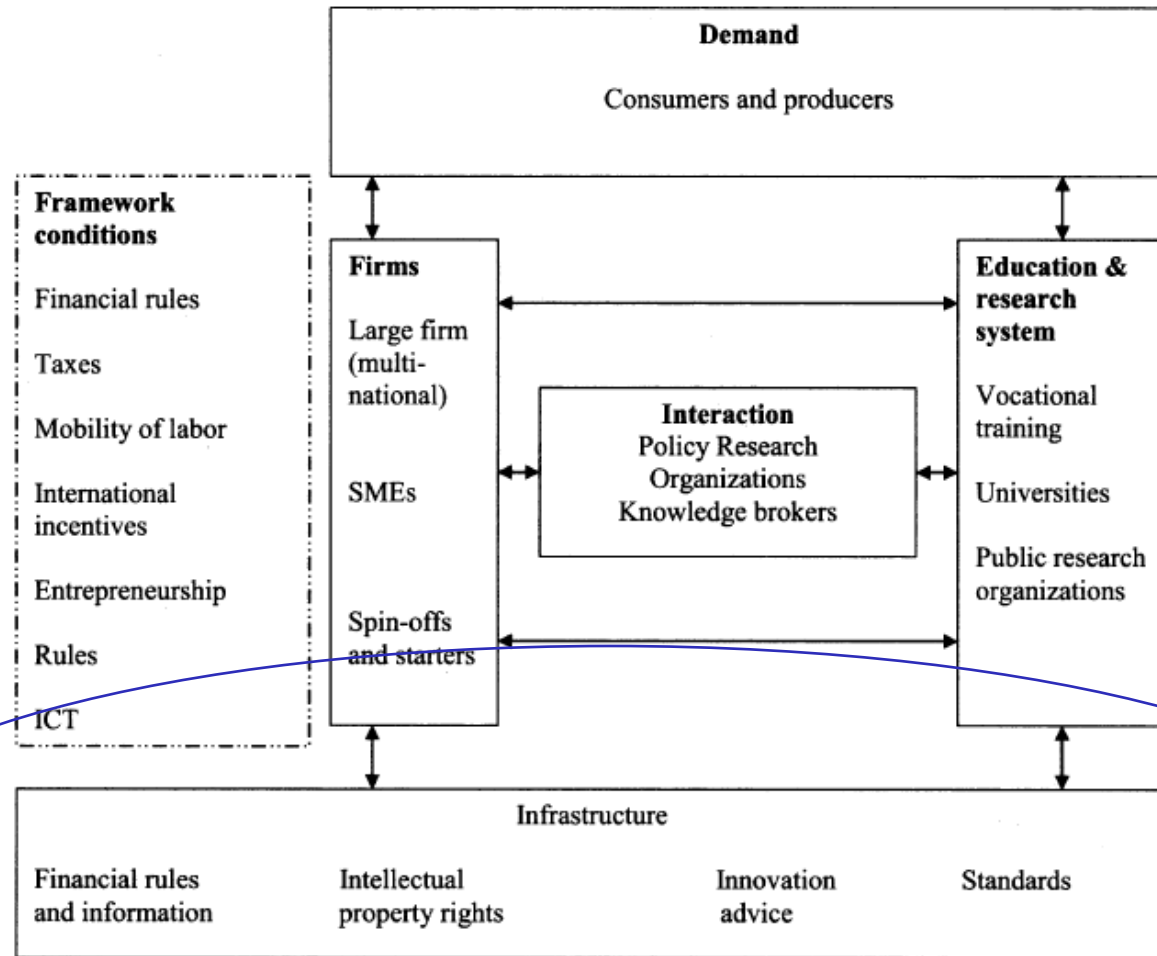 Demand
Consumers and producers
Framework
conditions
Financial rules
Taxes
Mobility of labor
International
incentives
Entrepreneurship
Rules
ICT
Firms
Large firm
(multi-
national)
SMEs
Spin-offs
and starters
Interaction
Policy Research
Organizations
Knowledge brokers
Education &
research
system
Vocational
training
Universities
Public research
organizations
Infrastructure
Financial rules
and information
Intellectual
property rights
Innovation
advice
Standards